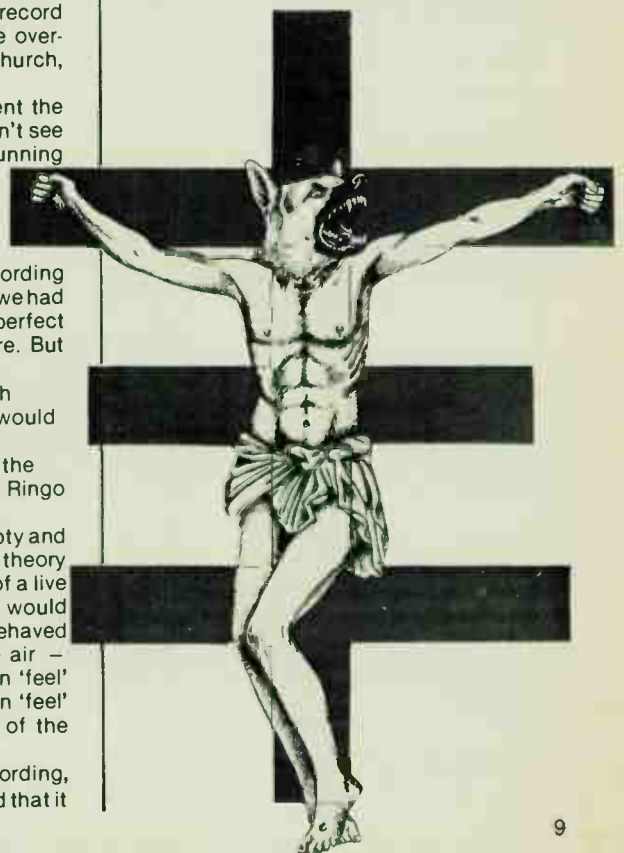 record
e over-
hurch,
ent the
n't see
unning
ording
we had
perfect
re. But
h
would
the
Ringo
pty and
theory
of a live
would
ehaved
air –
n 'feel'
n 'feel'
of the
ording,
d that it
9